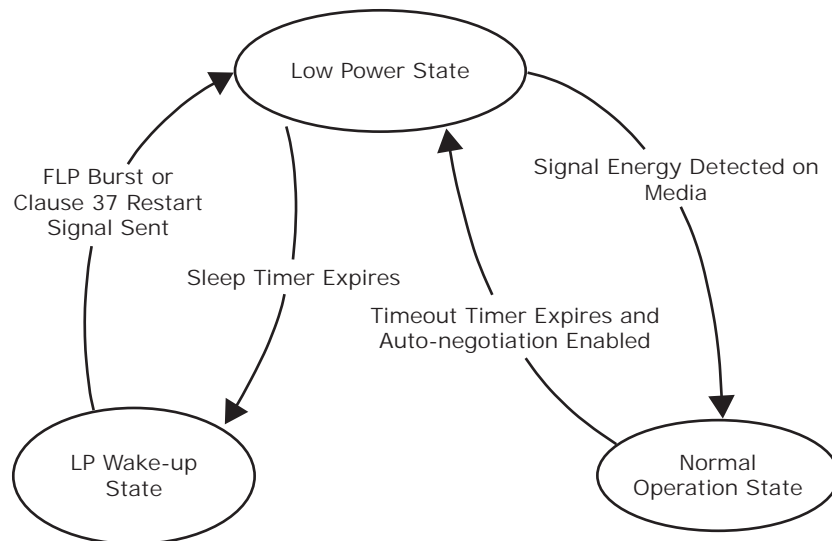 Low Power State
FLP Burst or
Clause 37 Restart
Signal Sent
Signal Energy Detected on
Media
Sleep Timer Expires
Timeout Timer Expires and
Auto-negotiation Enabled
LP Wake-up
State
Normal
Operation State